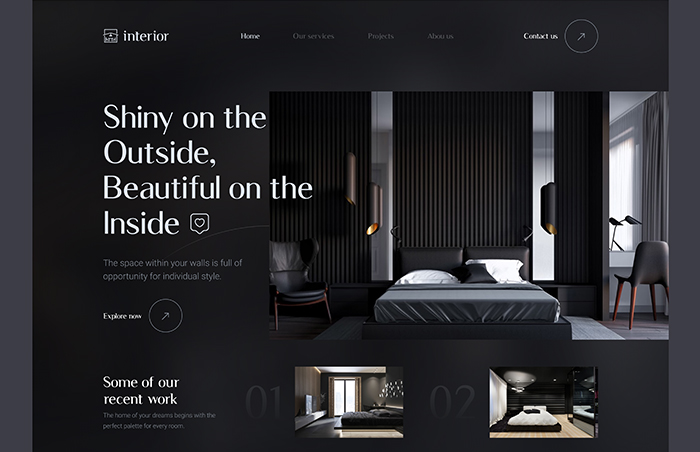 interior
Home
Our services
Projects
Abou us
Contact us
Shiny on the
Outside,
Beautiful on the
Inside
The space within your walls is full of
opportunity for individual style.
Explore now
Some of our
recent work
The home of your dreams begins with the
perfect palette for every room.
01
02